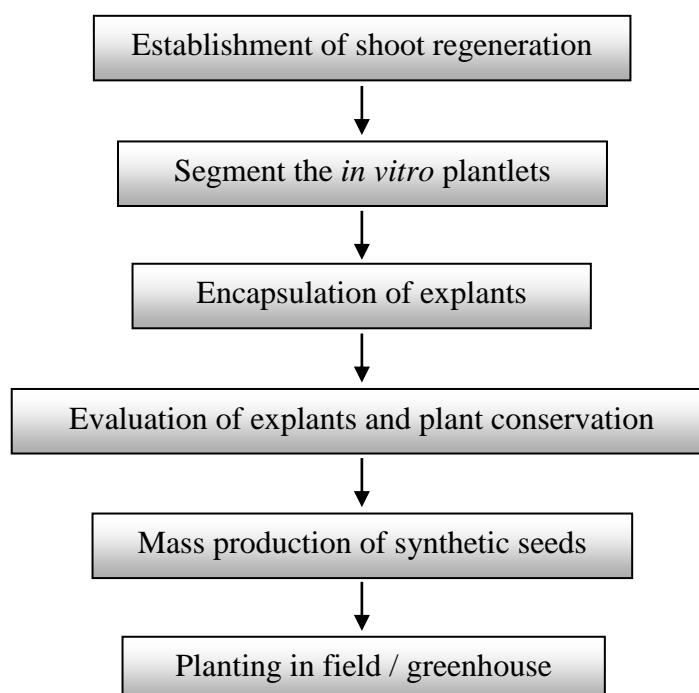 Establishment of shoot regeneration
Segment the in vitro plantlets
Encapsulation of explants
Evaluation of explants and plant conservation
Mass production of synthetic seeds
Planting in field / greenhouse